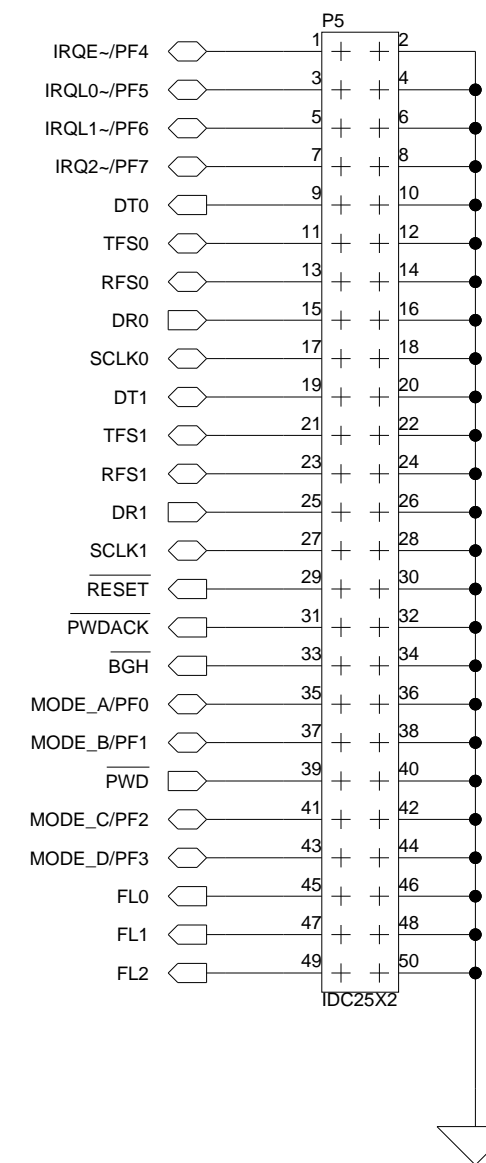 P5
IRQE~/PF4 1 2
IRQL0~/PF5 3 4
IRQL1~/PF6 5 6
IRQ2~/PF7 7 8
DT0 9 10
TFS0 11 12
RFS0 13 14
DR0 15 16
SCLK0 17 18
DT1 19 20
TFS1 21 22
RFS1 23 24
DR1 25 26
SCLK1 27 28
RESET 29 30
PWDACK 31 32
BGH 33 34
MODE_A/PF0 35 36
MODE_B/PF1 37 38
PWD 39 40
MODE_C/PF2 41 42
MODE_D/PF3 43 44
FL0 45 46
FL1 47 48
FL2 49 50
IDC25X2